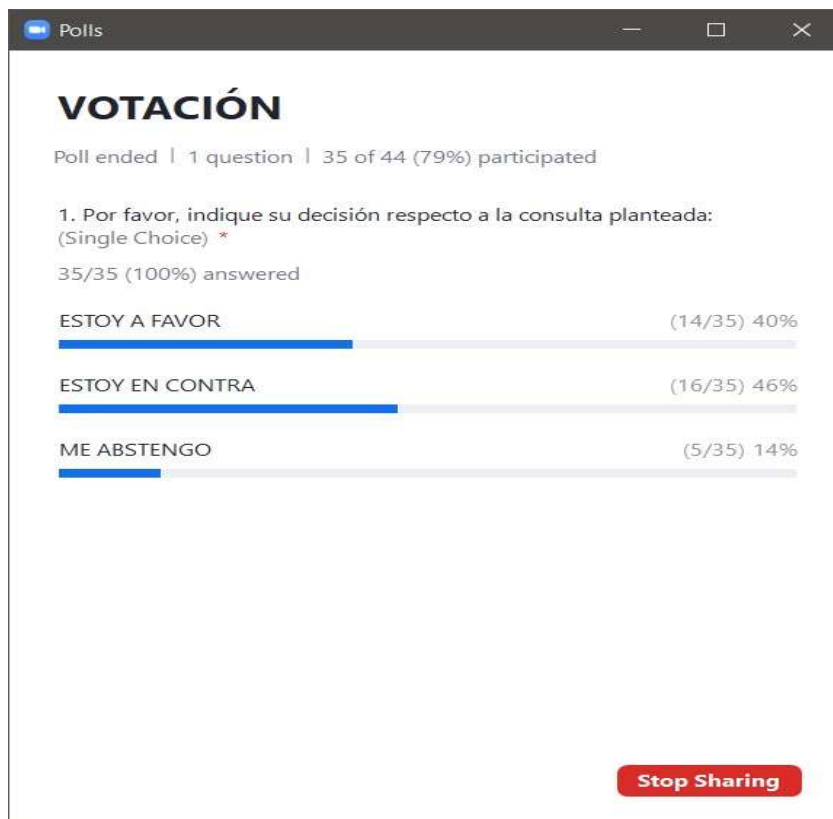 Polls
VOTACIÓN
Poll ended | 1 question | 35 of 44 (79%) participated
1. Por favor, indique su decisión respecto a la consulta planteada:
(Single Choice) *
35/35 (100%) answered
ESTOY A FAVOR (14/35) 40%
ESTOY EN CONTRA (16/35) 46%
ME ABSTENGO (5/35) 14%
Stop Sharing